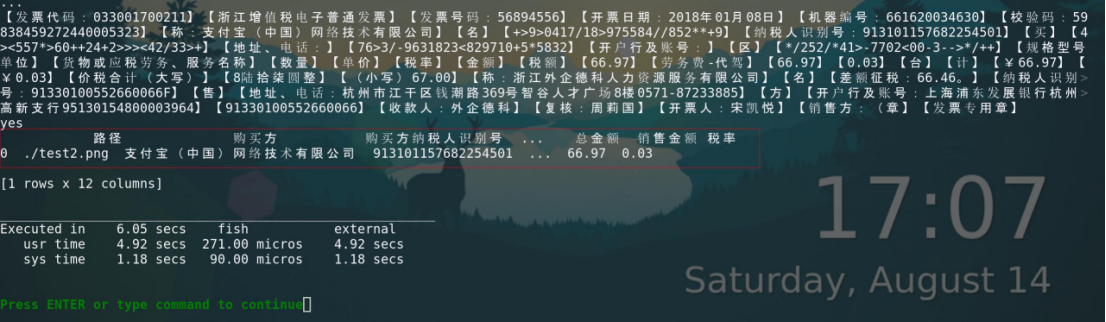 ...
【发票代码：033001700211】【浙江增值税电子普通发票】【发票号码：56894556】【开票日期：2018年01月08日】【机器编号：661620034630】【校验码：59
838459272440005323】【称：支付宝（中国）网络技术有限公司】【名】【+>9>0417/18>975584//852**+9】【纳税人识别号：913101157682254501】【买】【4
><557*>60++24+2>>><42/33>+】【地址、电话：】【76>3/-9631823<829710+5*5832】【开户行及账号：】【区】【*/252/*41>-7702<00-3-->*/++】【规格型号
单位】【货物或应税劳务、服务名称】【数量】【单价】【税率】【金额】【税额】【66.97】【劳务费-代驾】【66.97】【0.03】【台】【计】【￥66.97】【
￥0.03】【价税合计（大写）】【8陆拾柒圆整】【（小写）67.00】【称：浙江外企德科人力资源服务有限公司】【名】【差额征税：66.46。】【纳税人识别>
号：91330100552660066F】【售】【地址、电话：杭州市江干区钱潮路369号智谷人才广场8楼0571-87233885】【方】【开户行及账号：上海浦东发展银行杭州>
高新支行95130154800003964】【913301005526600066】【收款人：外企德科】【复核：周莉国】【开票人：宋凯悦】【销售方：（章】【发票专用章】
yes
路径 购买方 购买方纳税人识别号 ... 总金额 销售金额 税率
0 ./test2.png 支付宝（中国）网络技术有限公司 913101157682254501 ... 66.97 0.03
[1 rows x 12 columns]
Executed in 6.05 secs fish external
usr time 4.92 secs 271.00 micros 4.92 secs
sys time 1.18 secs 90.00 micros 1.18 secs
Press ENTER or type command to continue
17:07
Saturday, August 14